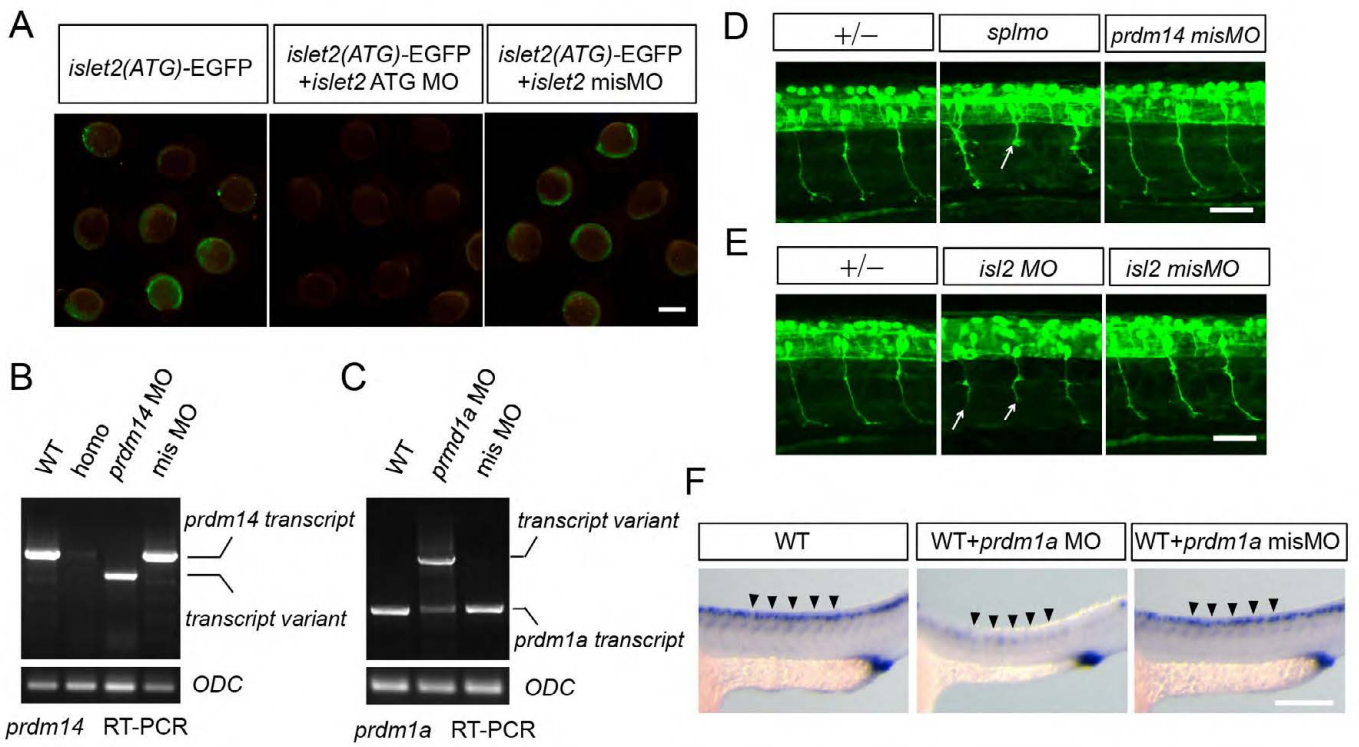 A
islet2(ATG)-EGFP
islet2(ATG)-EGFP
+islet2 ATG MO
islet2(ATG)-EGFP
+islet2 misMO
B
WT
homo
prdm14 MO
mis MO
prdm14 transcript
transcript variant
ODC
prdm14 RT-PCR
C
WT
prmd1a MO
mis MO
transcript variant
prdm1a transcript
ODC
prdm1a RT-PCR
D
+/−
splmo
prdm14 misMO
E
+/−
isl2 MO
isl2 misMO
F
WT
WT+prdm1a MO
WT+prdm1a misMO